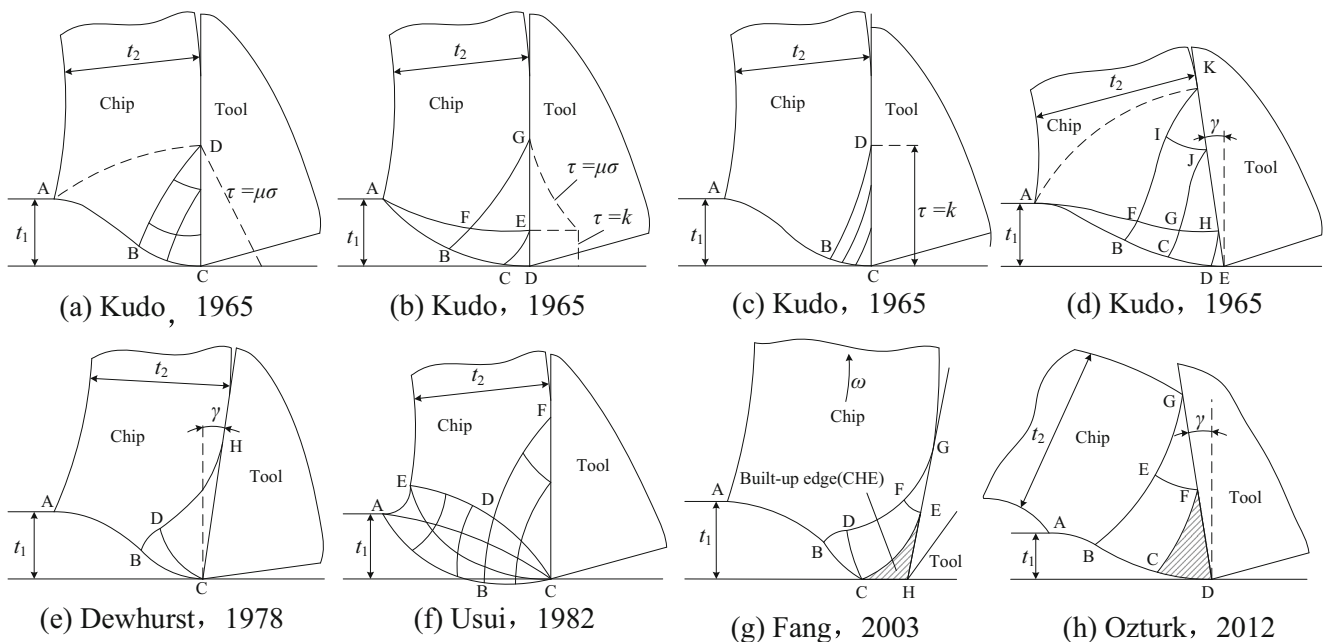 t2
Chip
Tool
D
A
τ =μσ
t1
B
C
(a) Kudo, 1965
t2
Chip
Tool
G
τ =μσ
A
F
E
τ =k
t1
B
C
D
(b) Kudo, 1965
t2
Chip
Tool
D
A
τ =k
t1
B
C
(c) Kudo, 1965
K
t2
Chip
γ
I
J
Tool
A
F
G
H
t1
B
C
D
E
(d) Kudo, 1965
t2
γ
Chip
H
Tool
A
D
t1
B
C
(e) Dewhurst, 1978
t2
F
Chip
Tool
E
D
A
t1
B
C
(f) Usui, 1982
ω
Chip
G
Built-up edge(CHE)
A
F
E
D
t1
B
Tool
C
H
(g) Fang, 2003
G
t2
γ
Chip
E
F
Tool
A
t1
B
C
D
(h) Ozturk, 2012